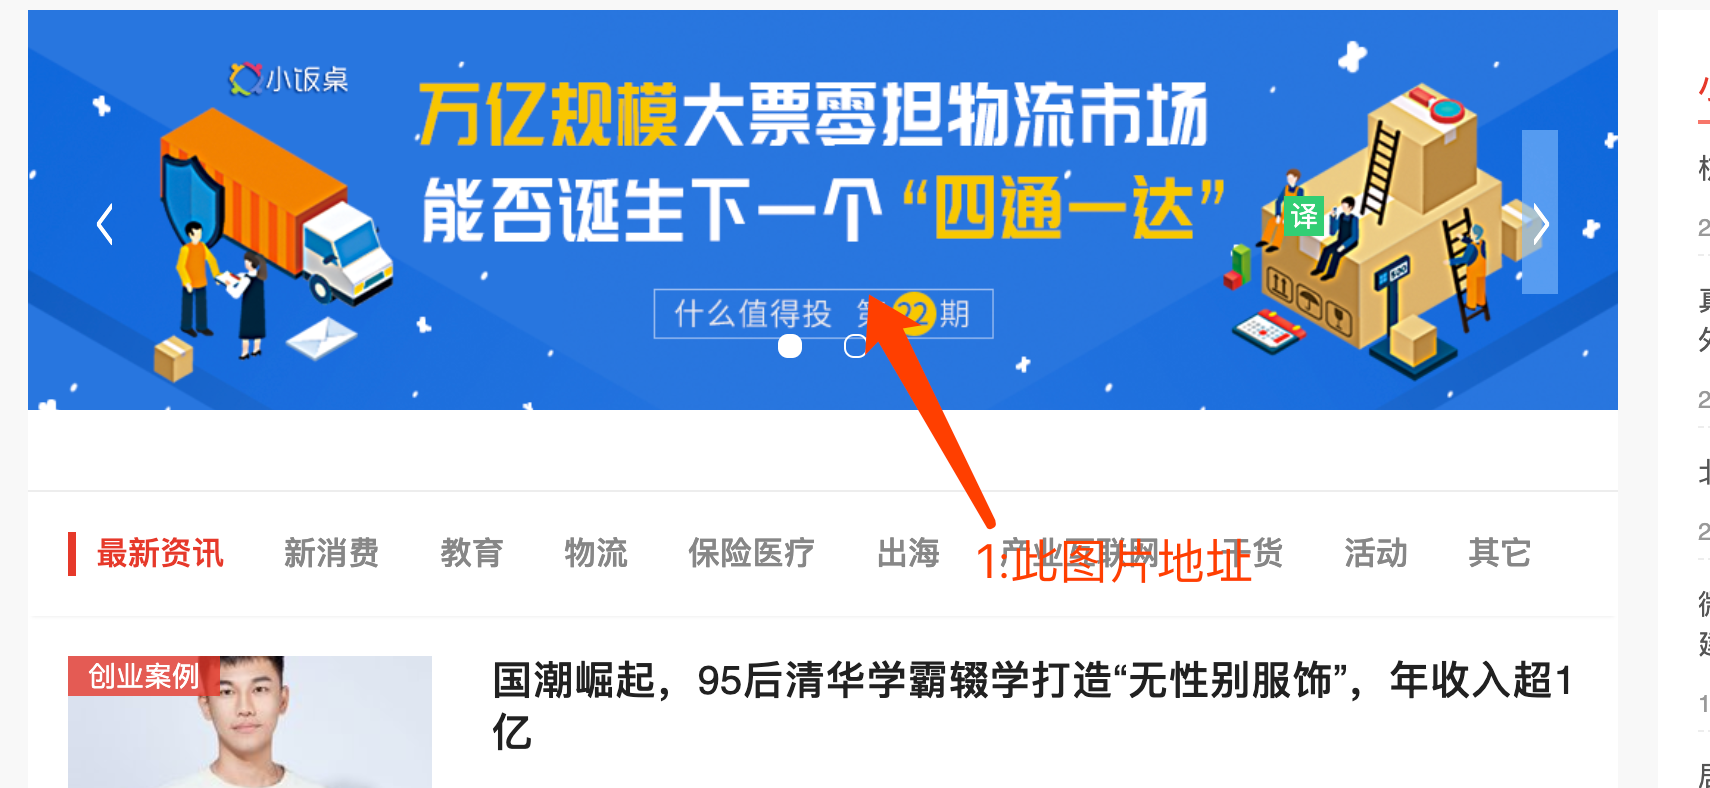 小饭桌
万亿规模大票零担物流市场
能否诞生下一个“四通一达”
译
什么值得投 第22期
1:此图片地址
最新资讯 新消费 教育 物流 保险医疗 出海 产业互联网 干货 活动 其它
创业案例
国潮崛起，95后清华学霸辍学打造“无性别服饰”，年收入超1
亿